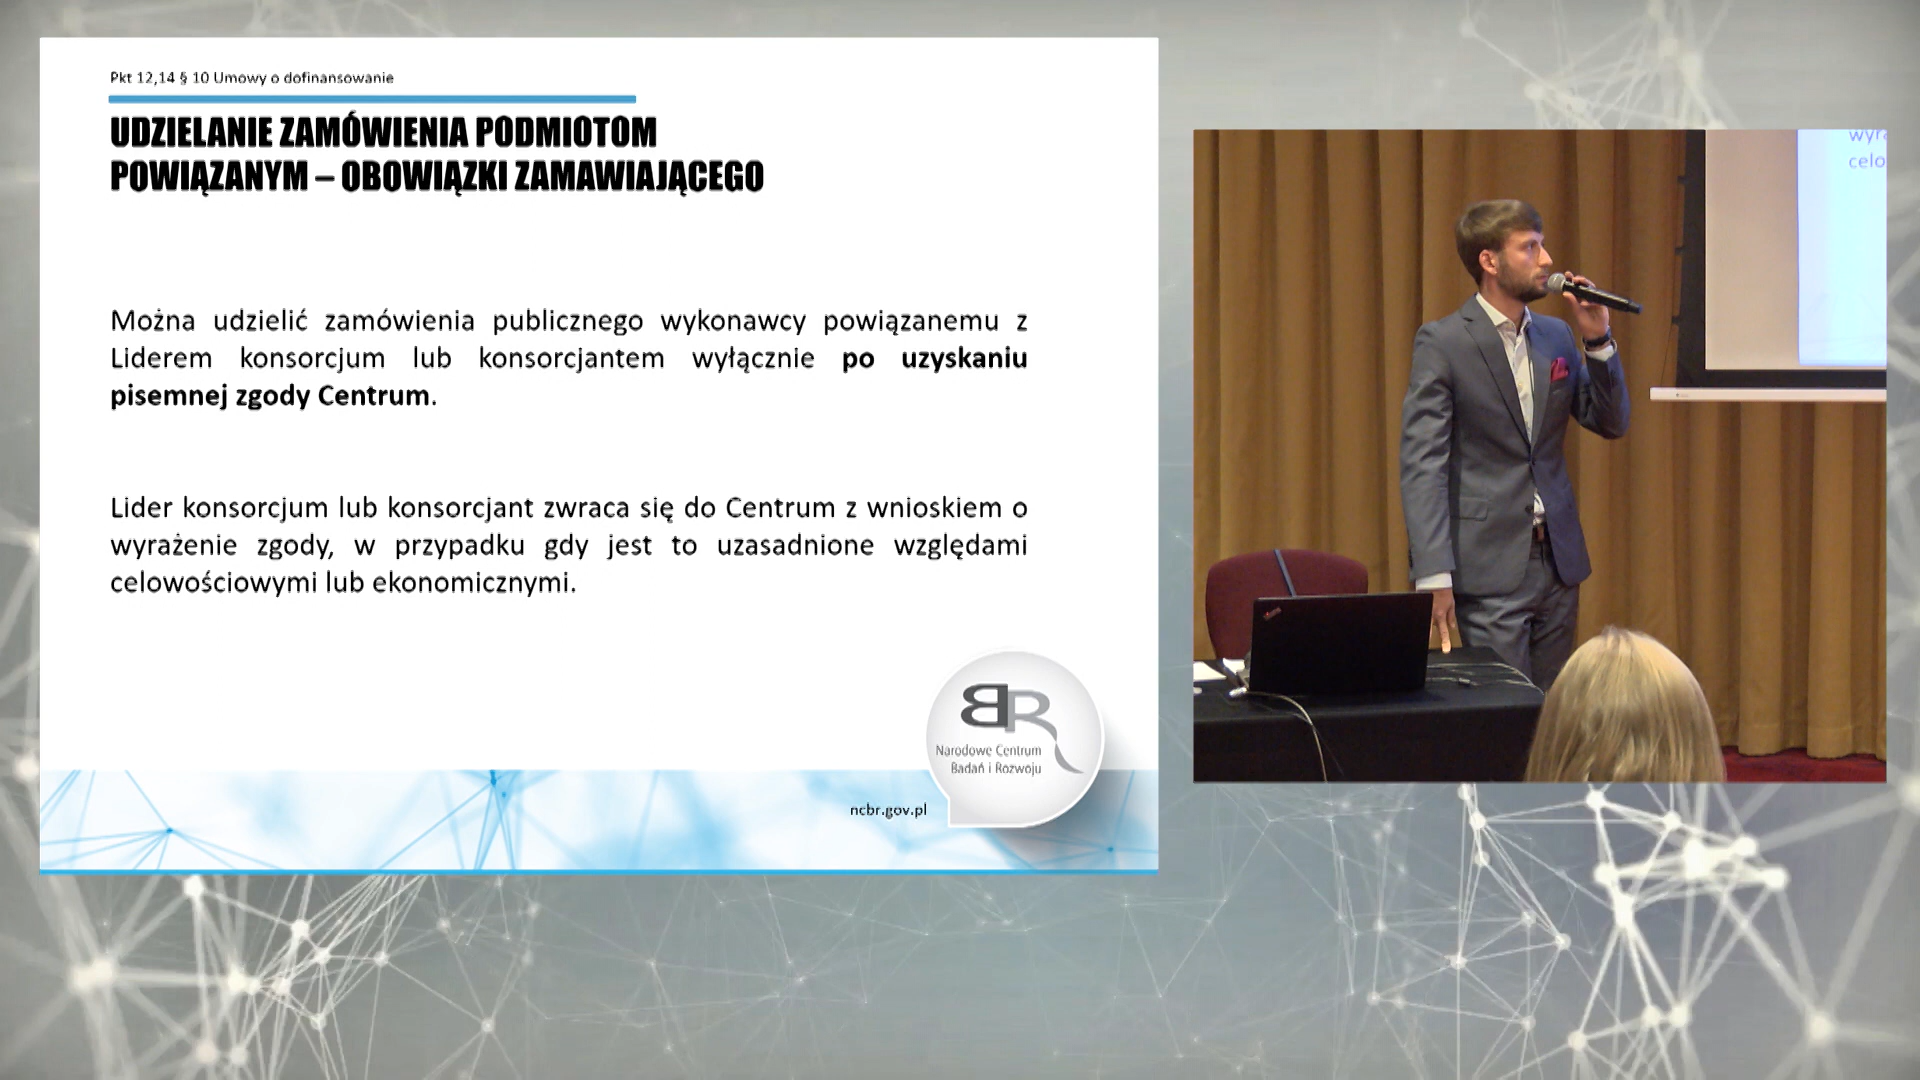 Pkt 12,14 § 10 Umowy o dofinansowanie
UDZIELANIE ZAMÓWIENIA PODMIOTOM
POWIĄZANYM – OBOWIĄZKI ZAMAWIAJĄCEGO
Można udzielić zamówienia publicznego wykonawcy powiązanemu z
Liderem konsorcjum lub konsorcjantem wyłącznie po uzyskaniu
pisemnej zgody Centrum.
Lider konsorcjum lub konsorcjant zwraca się do Centrum z wnioskiem o
wyrażenie zgody, w przypadku gdy jest to uzasadnione względami
celowościowymi lub ekonomicznymi.
BR
Narodowe Centrum
Badań i Rozwoju
ncbr.gov.pl
celo